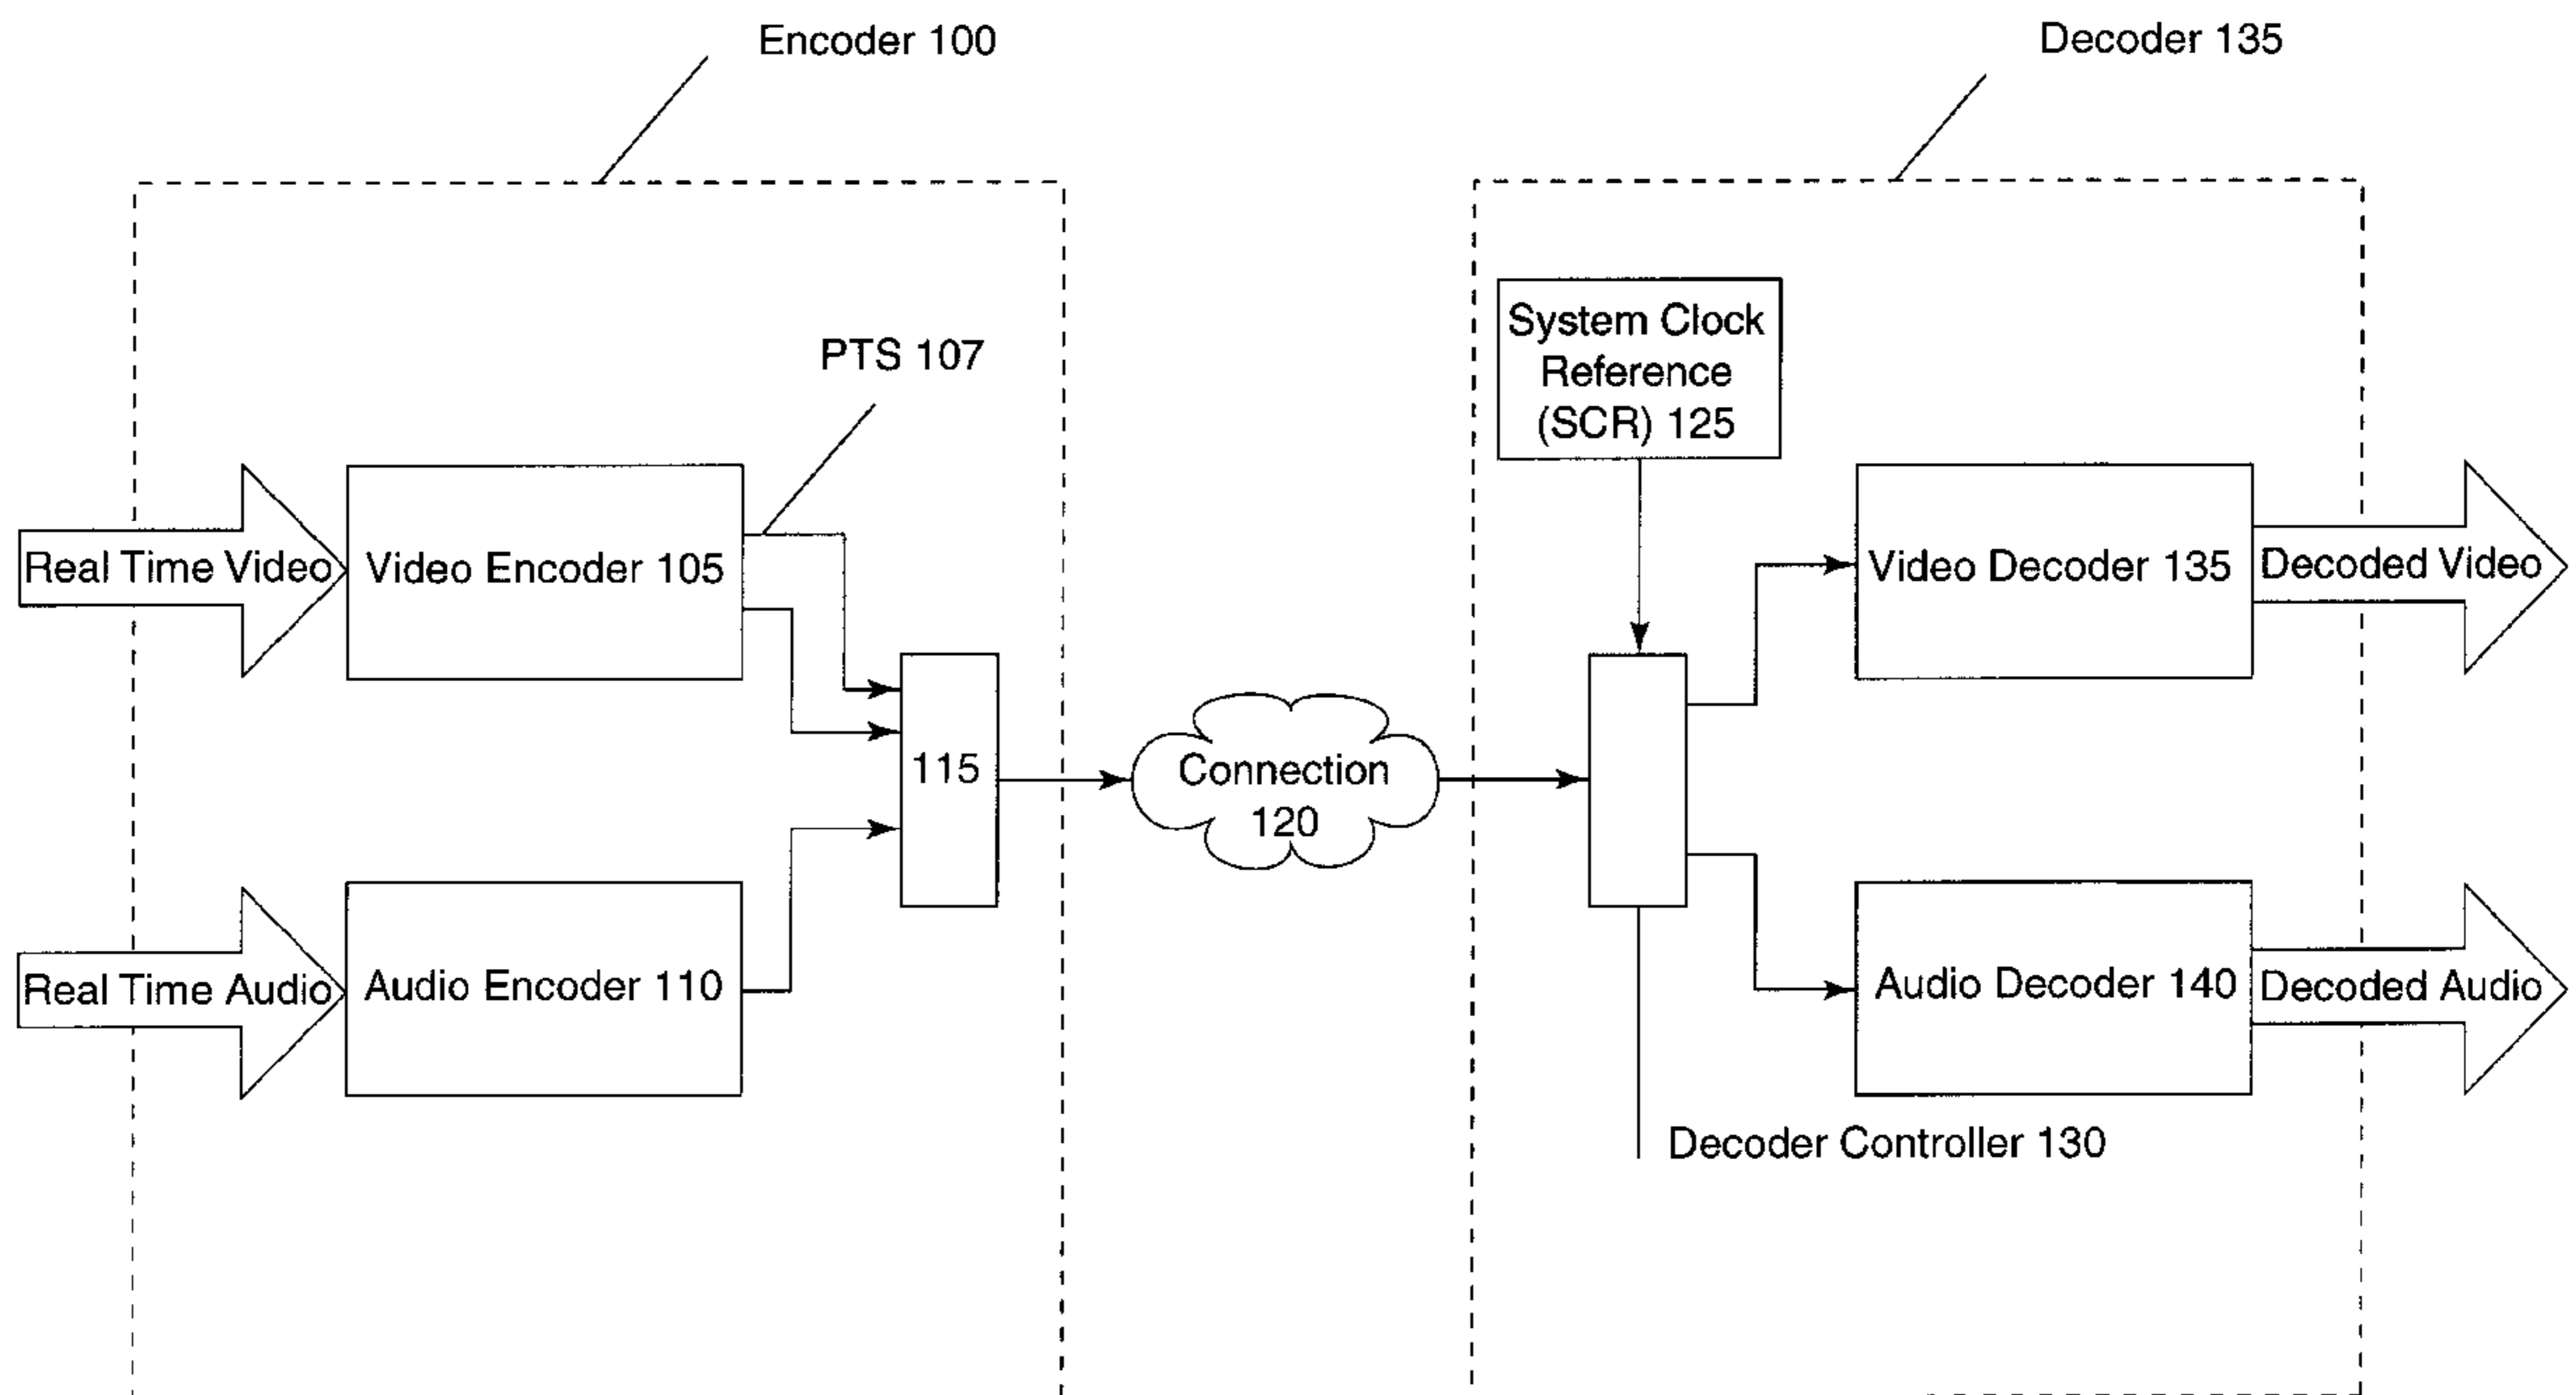 Encoder 100
Decoder 135
System Clock
Reference
(SCR) 125
PTS 107
Real Time Video
Video Encoder 105
Video Decoder 135
Decoded Video
115
Connection
120
Real Time Audio
Audio Encoder 110
Audio Decoder 140
Decoded Audio
Decoder Controller 130